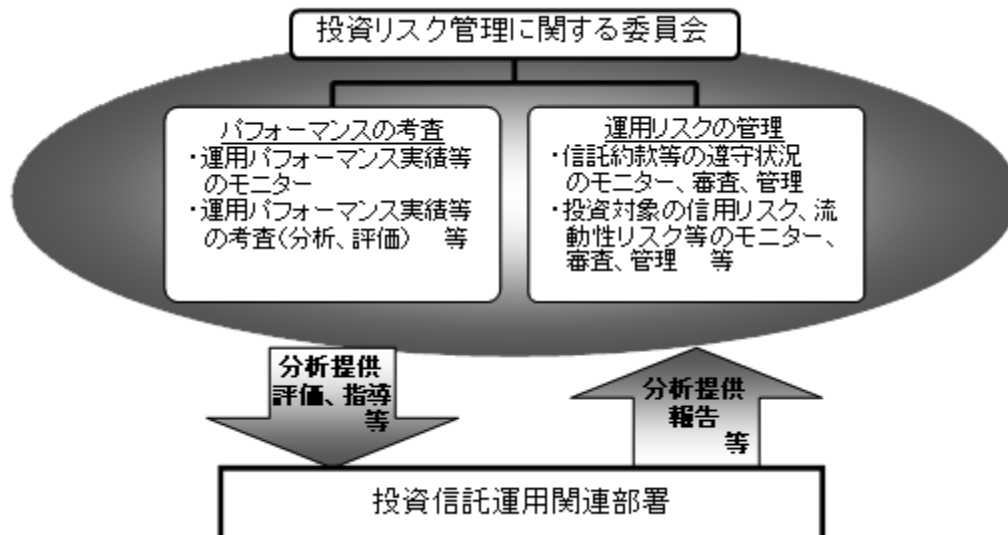 投資リスク管理に関する委員会
パフォーマンスの考査
・運用パフォーマンス実績等
のモニター
・運用パフォーマンス実績等
の考査(分析、評価) 等
運用リスクの管理
・信託約款等の遵守状況
のモニター、審査、管理
・投資対象の信用リスク、流
動性リスク等のモニター、
審査、管理 等
分析提供
評価、指導
等
分析提供
報告
等
投資信託運用関連部署